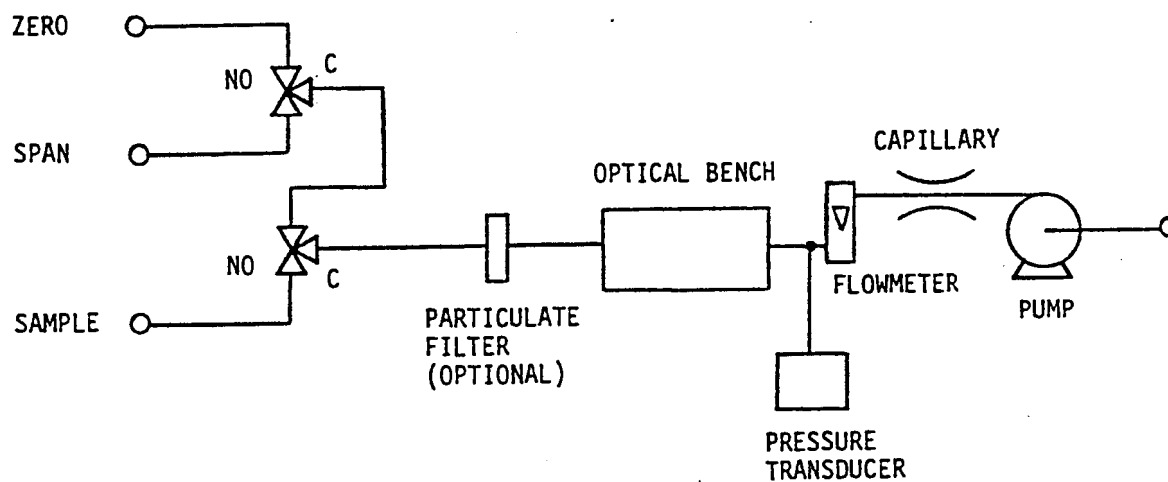 ZERO
NO
C
SPAN
NO
C
SAMPLE
PARTICULATE
FILTER
(OPTIONAL)
OPTICAL BENCH
PRESSURE
TRANSDUCER
FLOWMETER
CAPILLARY
PUMP